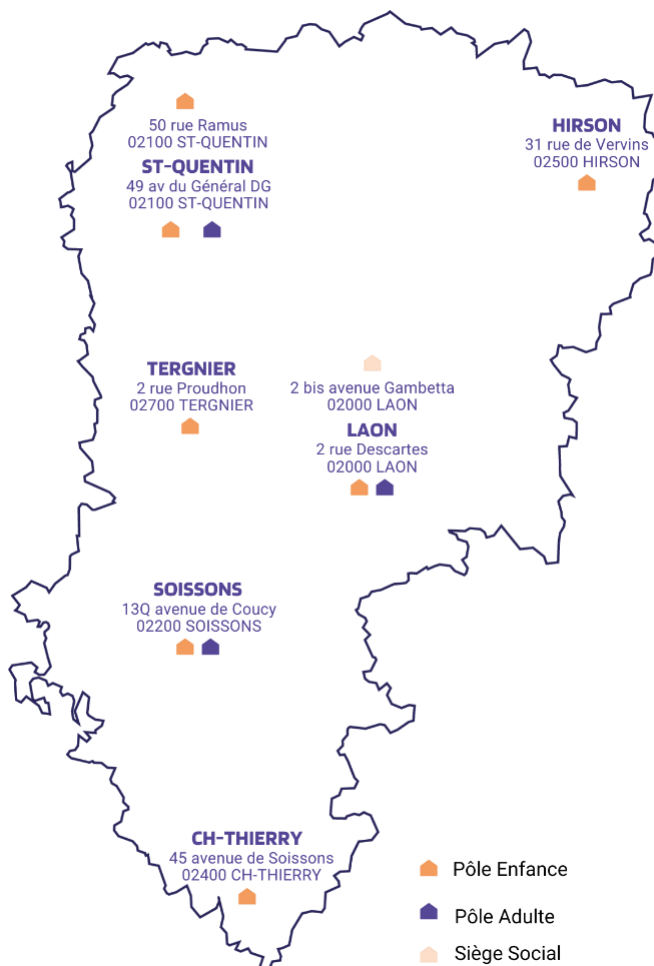 50 rue Ramus
02100 ST-QUENTIN
ST-QUENTIN
49 av du Général DG
02100 ST-QUENTIN
HIRSON
31 rue de Vervins
02500 HIRSON
TERGNIER
2 rue Proudhon
02700 TERGNIER
2 bis avenue Gambetta
02000 LAON
LAON
2 rue Descartes
02000 LAON
SOISSONS
13Q avenue de Coucy
02200 SOISSONS
CH-THIERRY
45 avenue de Soissons
02400 CH-THIERRY
Pôle Enfance
Pôle Adulte
Siège Social